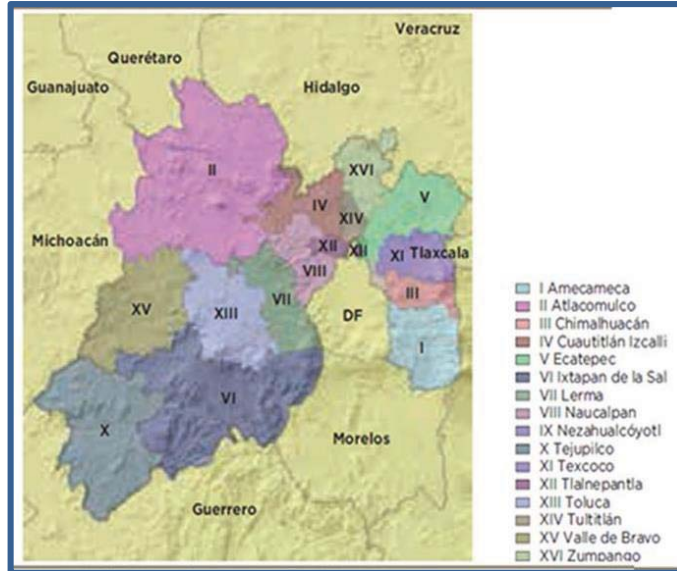 Veracruz
Querétaro
Guanajuato
Hidalgo
II
XVI
V
IV
XIV
Michoacán
XII
XII
XI
Tlaxcala
VIII
III
XV
XIII
VII
DF
I
VI
X
Morelos
Guerrero
I Amecameca
II Atlacomulco
III Chimalhuacán
IV Cuautitlán Izcalli
V Ecatepec
VI Ixtapan de la Sal
VII Lerma
VIII Naucalpan
IX Nezahualcóyotl
X Tejupilco
XI Texcoco
XII Tlalnepantla
XIII Toluca
XIV Tultitlán
XV Valle de Bravo
XVI Zumpango